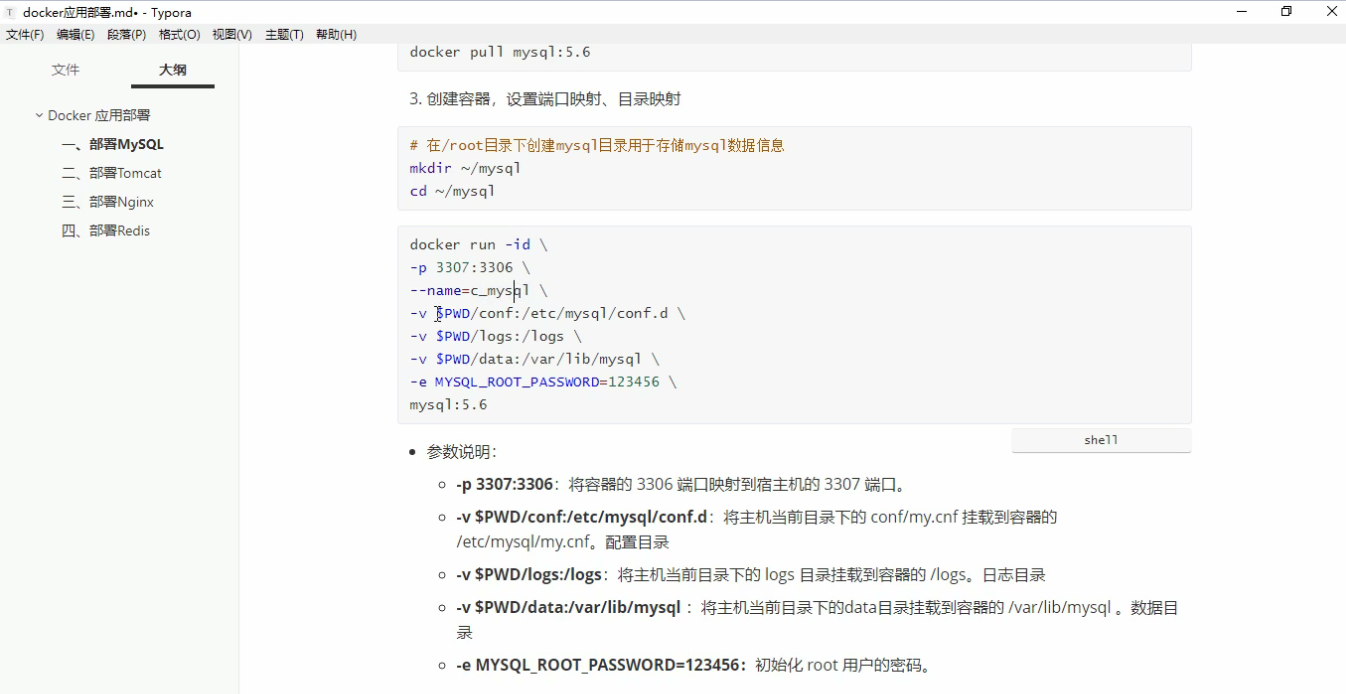 T docker应用部署.md• - Typora
文件(F) 编辑(E) 段落(P) 格式(O) 视图(V) 主题(T) 帮助(H)
文件 大纲
Docker 应用部署
一、部署MySQL
二、部署Tomcat
三、部署Nginx
四、部署Redis
docker pull mysql:5.6
3. 创建容器，设置端口映射、目录映射
# 在/root目录下创建mysql目录用于存储mysql数据信息
mkdir ~/mysql
cd ~/mysql
docker run -id \
-p 3307:3306 \
--name=c_mysql \
-v $PWD/conf:/etc/mysql/conf.d \
-v $PWD/logs:/logs \
-v $PWD/data:/var/lib/mysql \
-e MYSQL_ROOT_PASSWORD=123456 \
mysql:5.6
shell
• 参数说明：
○ -p 3307:3306：将容器的 3306 端口映射到宿主机的 3307 端口。
○ -v $PWD/conf:/etc/mysql/conf.d：将主机当前目录下的 conf/my.cnf 挂载到容器的
/etc/mysql/my.cnf。配置目录
○ -v $PWD/logs:/logs：将主机当前目录下的 logs 目录挂载到容器的 /logs。日志目录
○ -v $PWD/data:/var/lib/mysql ：将主机当前目录下的data目录挂载到容器的 /var/lib/mysql 。数据目
录
○ -e MYSQL_ROOT_PASSWORD=123456：初始化 root 用户的密码。